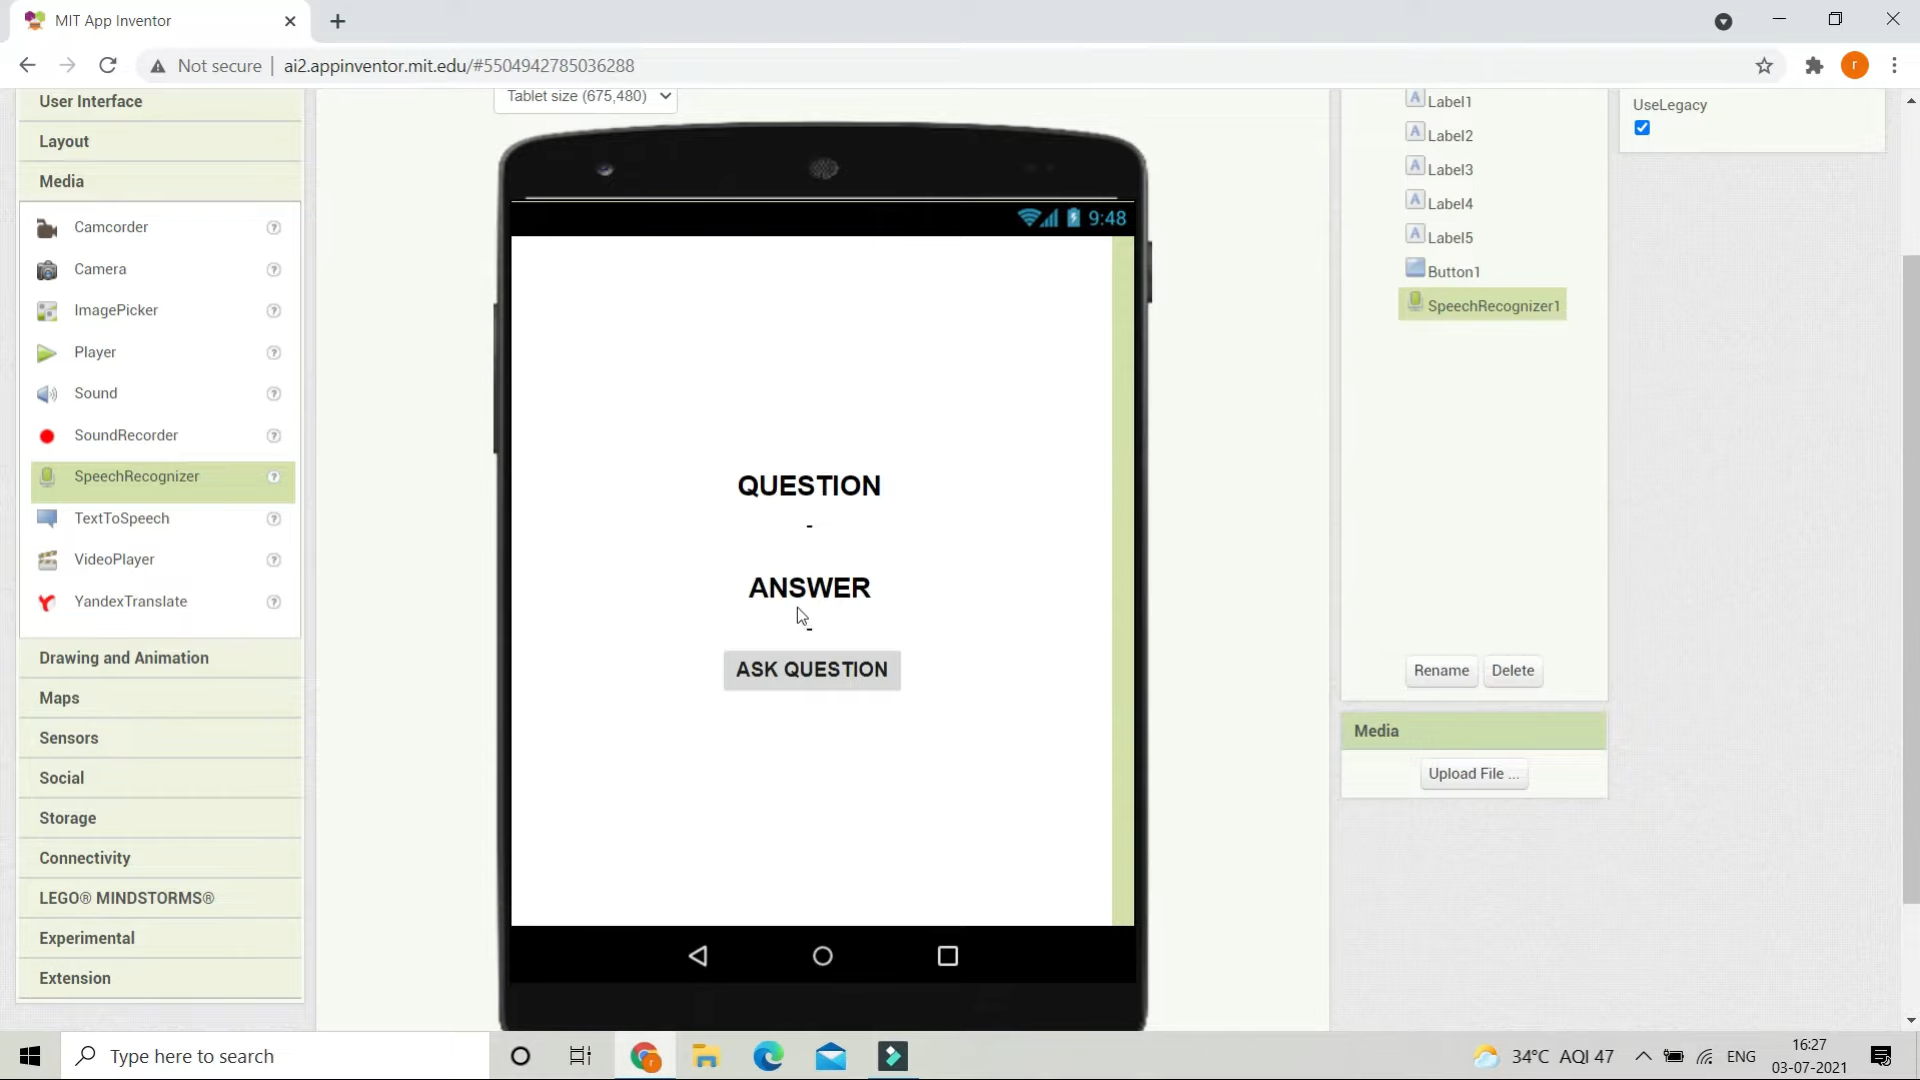 MIT App Inventor
Not secure
ai2.appinventor.mit.edu/#5504942785036288
r
User Interface
Layout
Media
Camcorder
Camera
ImagePicker
Player
Sound
SoundRecorder
SpeechRecognizer
TextToSpeech
VideoPlayer
YandexTranslate
Drawing and Animation
Maps
Sensors
Social
Storage
Connectivity
LEGO® MINDSTORMS®
Experimental
Extension
Tablet size (675,480)
9:48
QUESTION
-
ANSWER
-
ASK QUESTION
Label1
Label2
Label3
Label4
Label5
Button1
SpeechRecognizer1
Rename Delete
Media
Upload File ...
UseLegacy
Type here to search
34°C AQI 47
ENG
16:27
03-07-2021